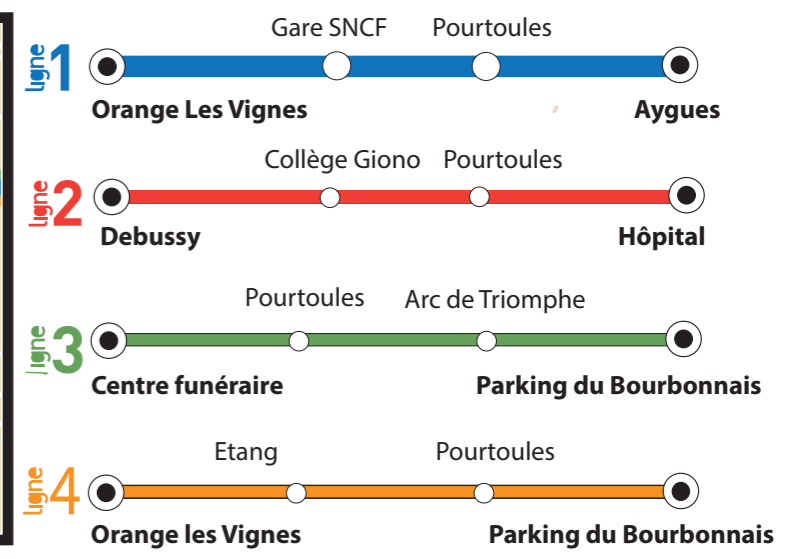 Gare SNCF Pourtoules
ligne 1
Orange Les Vignes Aygues
Collège Giono Pourtoules
ligne 2
Debussy Hôpital
Pourtoules Arc de Triomphe
ligne 3
Centre funéraire Parking du Bourbonnais
Etang Pourtoules
ligne 4
Orange les Vignes Parking du Bourbonnais